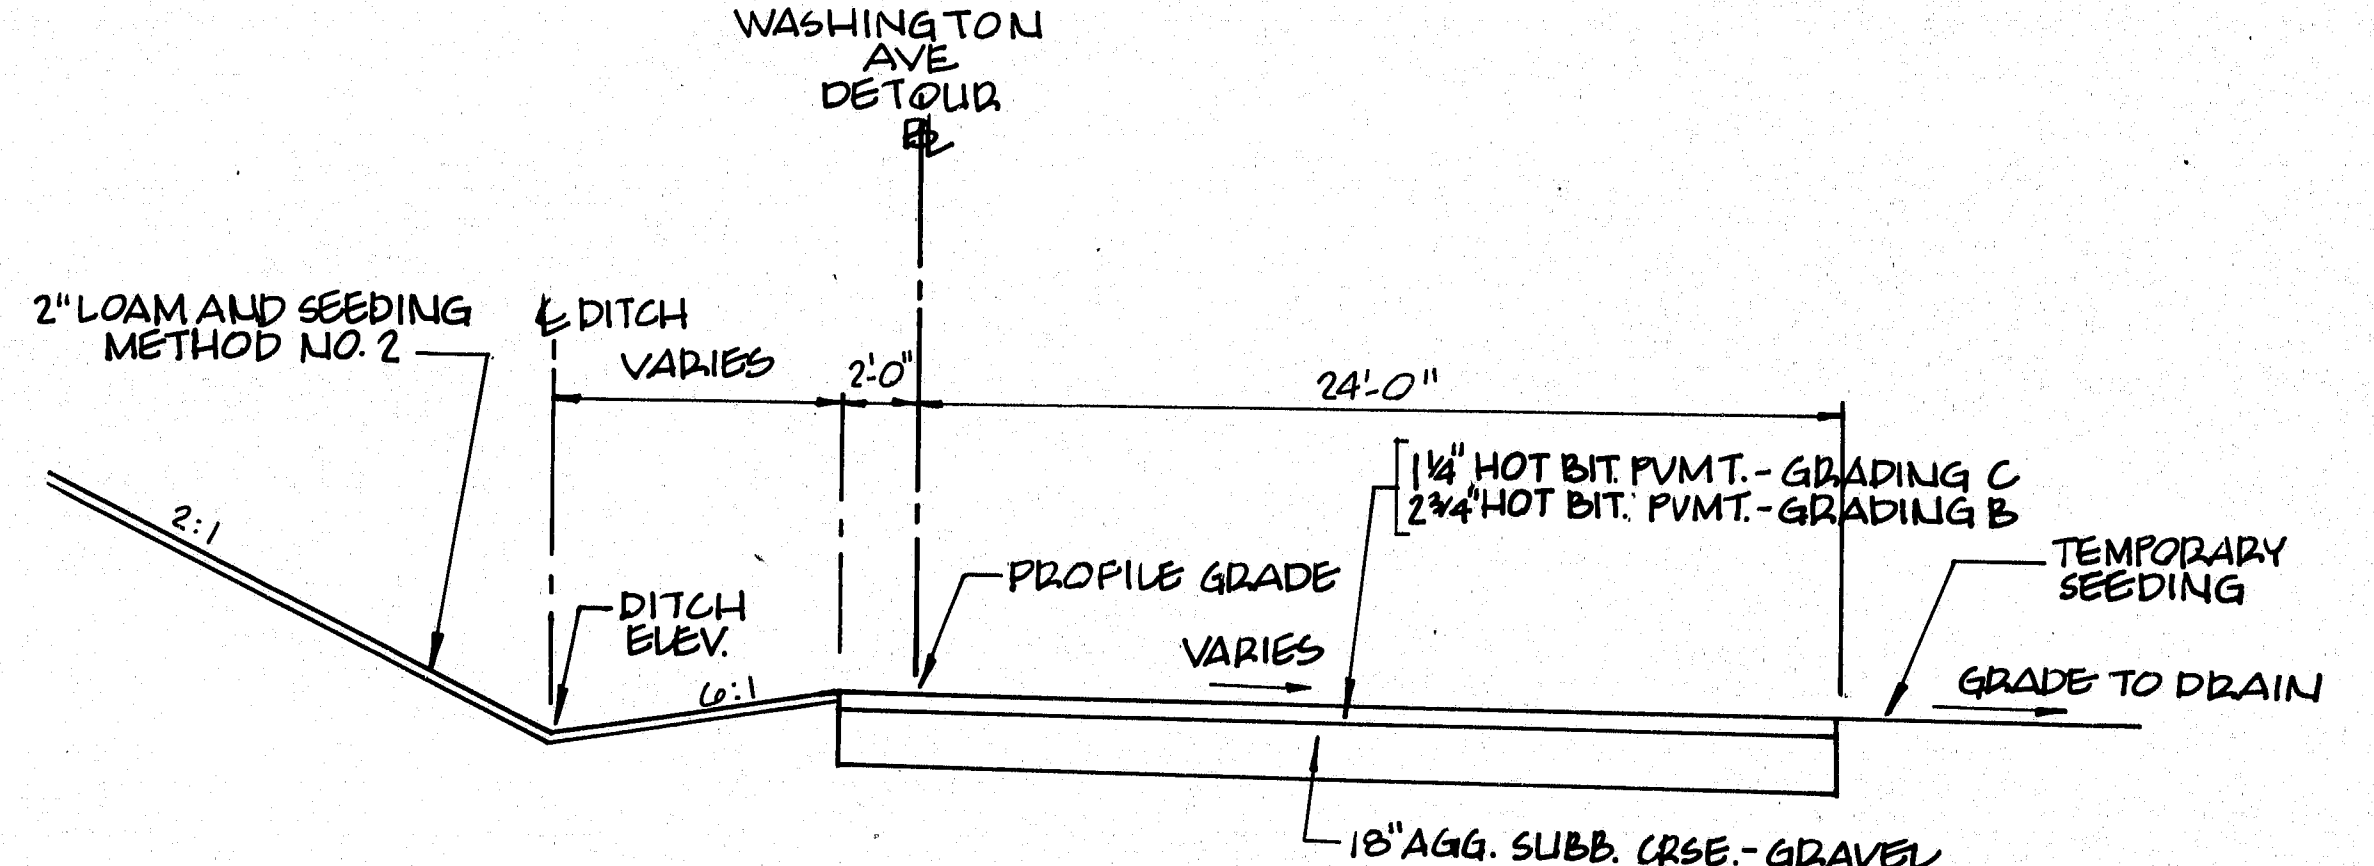 WASHINGTON
AVE
DETOUR
BL
2" LOAM AND SEEDING
METHOD NO. 2
℄ DITCH
VARIES
2'-0"
24'-0"
1¼" HOT BIT. PVMT. - GRADING C
2¾" HOT BIT. PVMT. - GRADING B
2:1
PROFILE GRADE
TEMPORARY
SEEDING
DITCH
ELEV.
VARIES
6:1
GRADE TO DRAIN
18" AGG. SUBB. CRSE. - GRAVEL